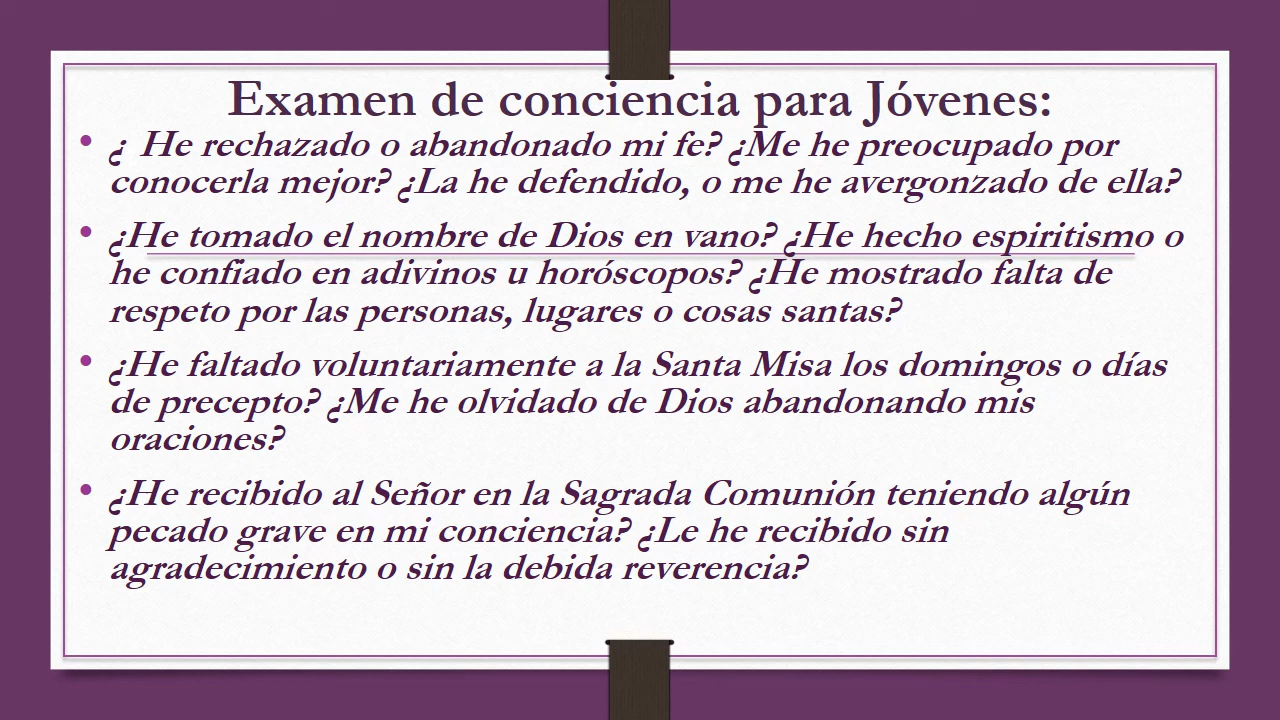 Examen de conciencia para Jóvenes:
• ¿ He rechazado o abandonado mi fe? ¿Me he preocupado por
conocerla mejor? ¿La he defendido, o me he avergonzado de ella?
• ¿He tomado el nombre de Dios en vano? ¿He hecho espiritismo o
he confiado en adivinos u horóscopos? ¿He mostrado falta de
respeto por las personas, lugares o cosas santas?
• ¿He faltado voluntariamente a la Santa Misa los domingos o días
de precepto? ¿Me he olvidado de Dios abandonando mis
oraciones?
• ¿He recibido al Señor en la Sagrada Comunión teniendo algún
pecado grave en mi conciencia? ¿Le he recibido sin
agradecimiento o sin la debida reverencia?